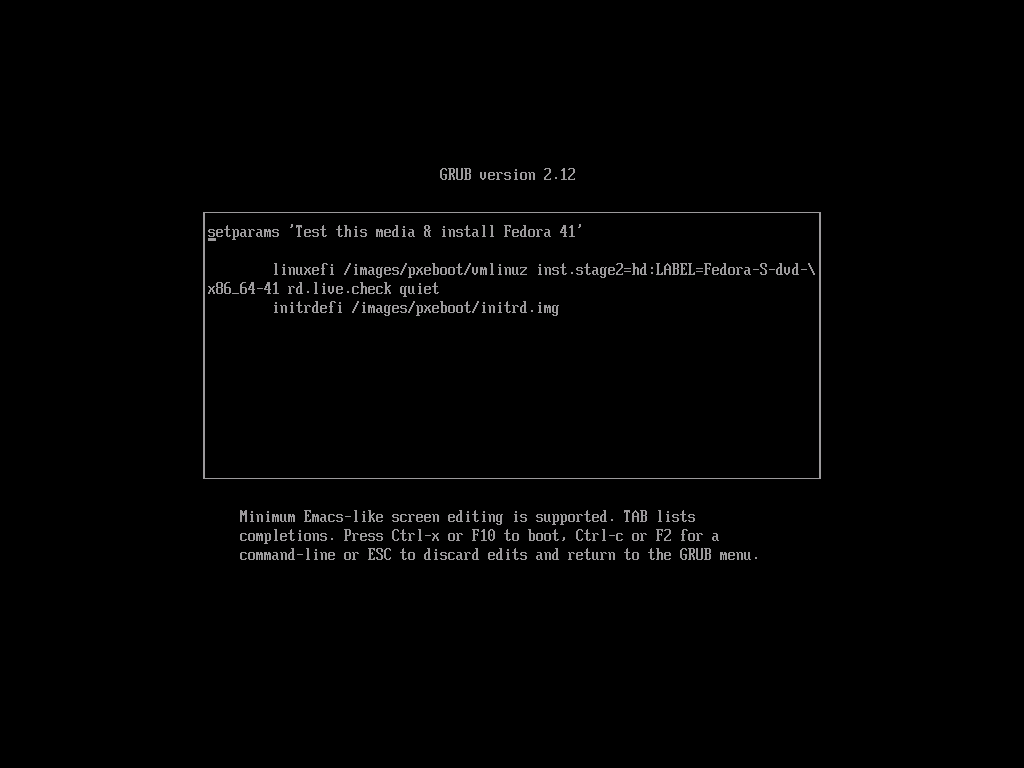 GRUB version 2.12
setparams 'Test this media & install Fedora 41'
linuxefi /images/pxeboot/vmlinuz inst.stage2=hd:LABEL=Fedora-S-dvd-\
x86_64-41 rd.live.check quiet
initrdefi /images/pxeboot/initrd.img
Minimum Emacs-like screen editing is supported. TAB lists
completions. Press Ctrl-x or F10 to boot, Ctrl-c or F2 for a
command-line or ESC to discard edits and return to the GRUB menu.